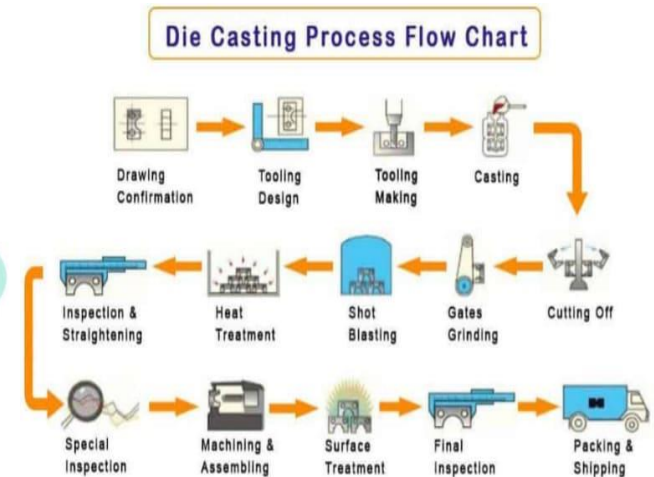 Die Casting Process Flow Chart
Drawing
Confirmation
Tooling
Design
Tooling
Making
Casting
Inspection &
Straightening
Heat
Treatment
Shot
Blasting
Gates
Grinding
Cutting Off
Special
Inspection
Machining &
Assembling
Surface
Treatment
Final
Inspection
Packing &
Shipping